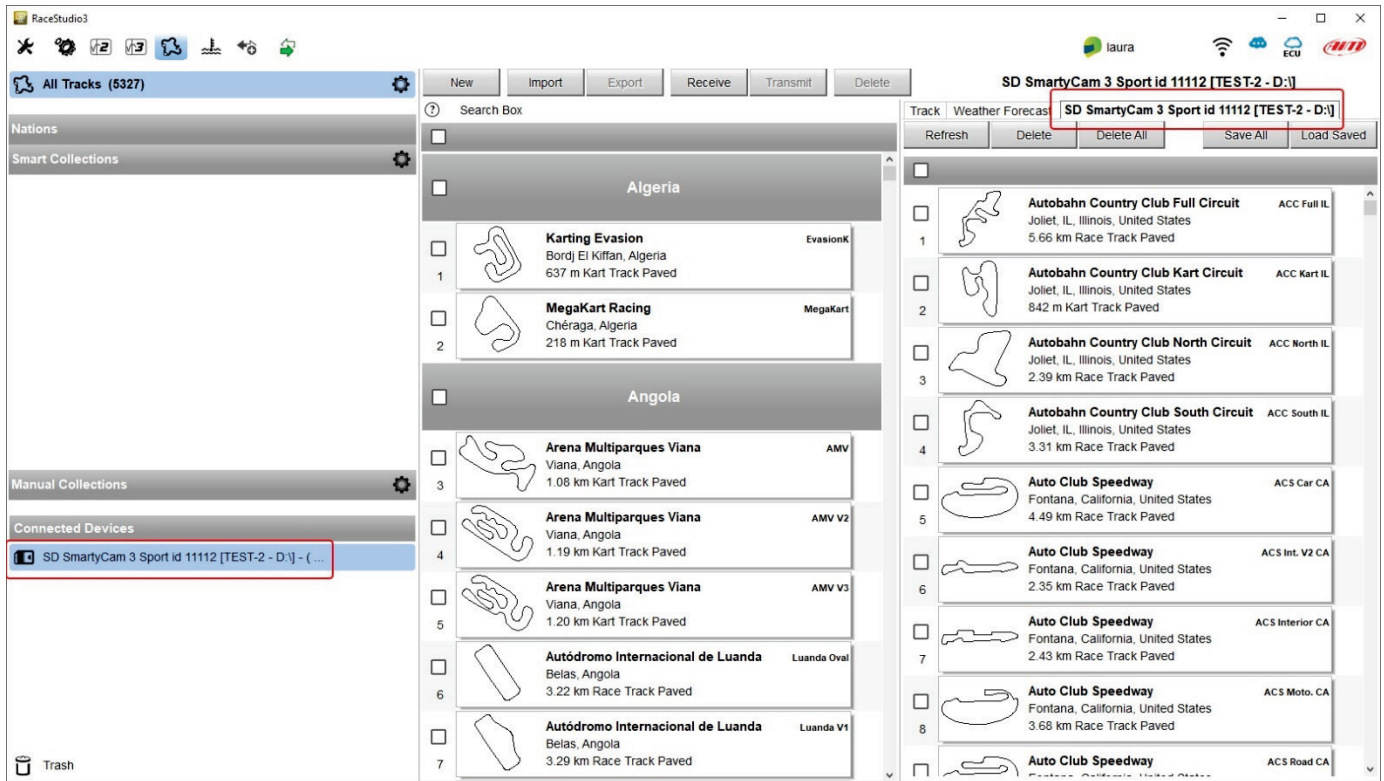 RaceStudio3
laura
ECU
AiM
All Tracks (5327)
Nations
Smart Collections
Manual Collections
Connected Devices
SD SmartyCam 3 Sport id 11112 [TEST-2 - D:\] - ( ...
Trash
New Import Export Receive Transmit Delete
? Search Box
Algeria
Karting Evasion EvasionK
Bordj El Kiffan, Algeria
1 637 m Kart Track Paved
MegaKart Racing MegaKart
Chéraga, Algeria
2 218 m Kart Track Paved
Angola
Arena Multiparques Viana AMV
Viana, Angola
3 1.08 km Kart Track Paved
Arena Multiparques Viana AMV V2
Viana, Angola
4 1.19 km Kart Track Paved
Arena Multiparques Viana AMV V3
Viana, Angola
5 1.20 km Kart Track Paved
Autódromo Internacional de Luanda Luanda Oval
Belas, Angola
6 3.22 km Race Track Paved
Autódromo Internacional de Luanda Luanda V1
Belas, Angola
7 3.29 km Race Track Paved
SD SmartyCam 3 Sport id 11112 [TEST-2 - D:\]
Track Weather Forecast SD SmartyCam 3 Sport id 11112 [TEST-2 - D:\]
Refresh Delete Delete All Save All Load Saved
Autobahn Country Club Full Circuit ACC Full IL
Joliet, IL, Illinois, United States
1 5.66 km Race Track Paved
Autobahn Country Club Kart Circuit ACC Kart IL
Joliet, IL, Illinois, United States
2 842 m Kart Track Paved
Autobahn Country Club North Circuit ACC North IL
Joliet, IL, Illinois, United States
3 2.39 km Race Track Paved
Autobahn Country Club South Circuit ACC South IL
Joliet, IL, Illinois, United States
4 3.31 km Race Track Paved
Auto Club Speedway ACS Car CA
Fontana, California, United States
5 4.49 km Race Track Paved
Auto Club Speedway ACS Int. V2 CA
Fontana, California, United States
6 2.35 km Race Track Paved
Auto Club Speedway ACS Interior CA
Fontana, California, United States
7 2.43 km Race Track Paved
Auto Club Speedway ACS Moto. CA
Fontana, California, United States
8 3.68 km Race Track Paved
Auto Club Speedway ACS Road CA